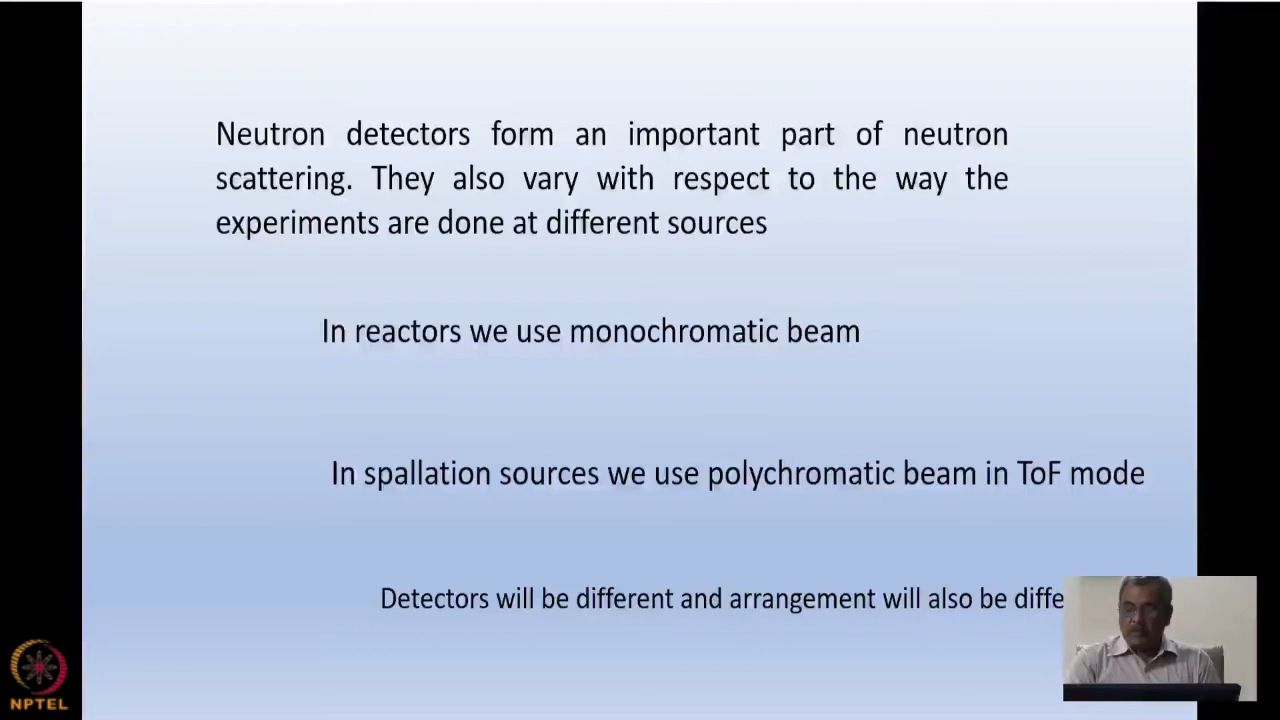 Neutron detectors form an important part of neutron
scattering. They also vary with respect to the way the
experiments are done at different sources
In reactors we use monochromatic beam
In spallation sources we use polychromatic beam in ToF mode
Detectors will be different and arrangement will also be diffe
NPTEL